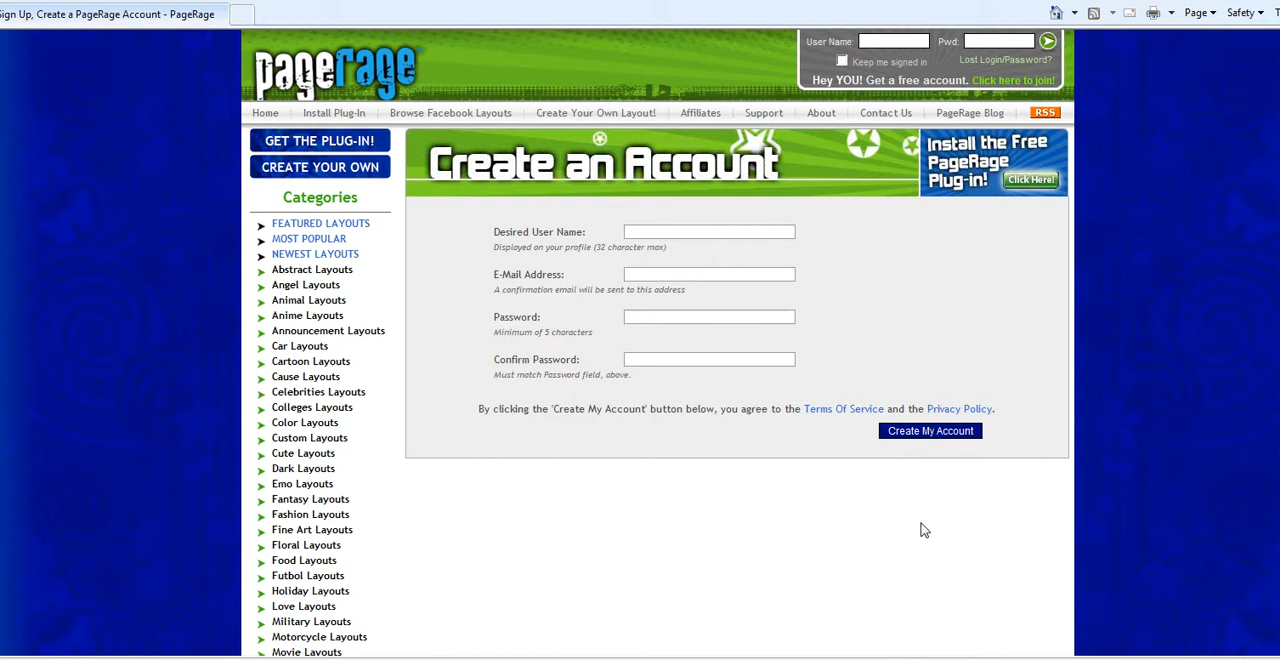 Sign Up, Create a PageRage Account - PageRage
Page Safety
pagerage
User Name: Pwd:
Keep me signed in Lost Login/Password?
Hey YOU! Get a free account. Click here to join!
Home Install Plug-In Browse Facebook Layouts Create Your Own Layout! Affiliates Support About Contact Us PageRage Blog RSS
GET THE PLUG-IN!
CREATE YOUR OWN
Categories
FEATURED LAYOUTS
MOST POPULAR
NEWEST LAYOUTS
Abstract Layouts
Angel Layouts
Animal Layouts
Anime Layouts
Announcement Layouts
Car Layouts
Cartoon Layouts
Cause Layouts
Celebrities Layouts
Colleges Layouts
Color Layouts
Custom Layouts
Cute Layouts
Dark Layouts
Emo Layouts
Fantasy Layouts
Fashion Layouts
Fine Art Layouts
Floral Layouts
Food Layouts
Futbol Layouts
Holiday Layouts
Love Layouts
Military Layouts
Motorcycle Layouts
Movie Layouts
Create an Account
Install the Free
PageRage
Plug-in! Click Here!
Desired User Name:
Displayed on your profile (32 character max)
E-Mail Address:
A confirmation email will be sent to this address
Password:
Minimum of 5 characters
Confirm Password:
Must match Password field, above.
By clicking the 'Create My Account' button below, you agree to the Terms Of Service and the Privacy Policy.
Create My Account